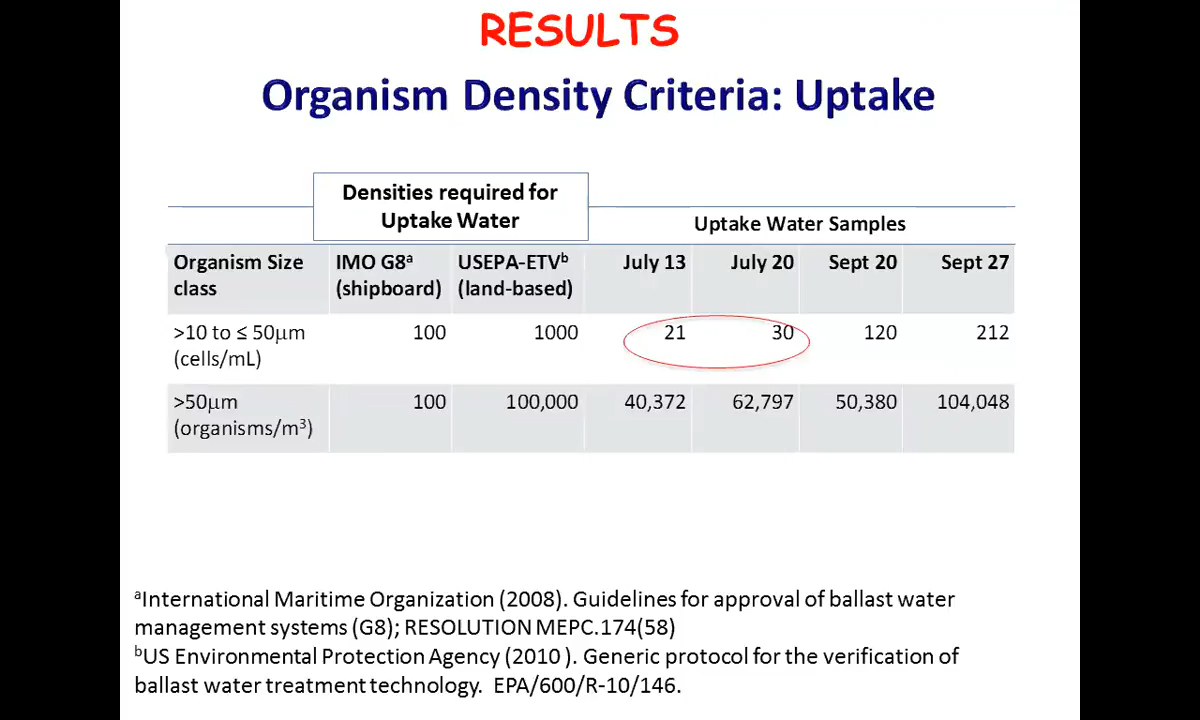 RESULTS
Organism Density Criteria: Uptake
Densities required for
Uptake Water
Uptake Water Samples
Organism Size class IMO G8a (shipboard) USEPA-ETVb (land-based) July 13 July 20 Sept 20 Sept 27
>10 to ≤ 50μm (cells/mL) 100 1000 21 30 120 212
>50μm (organisms/m3) 100 100,000 40,372 62,797 50,380 104,048
aInternational Maritime Organization (2008). Guidelines for approval of ballast water
management systems (G8); RESOLUTION MEPC.174(58)
bUS Environmental Protection Agency (2010 ). Generic protocol for the verification of
ballast water treatment technology. EPA/600/R-10/146.